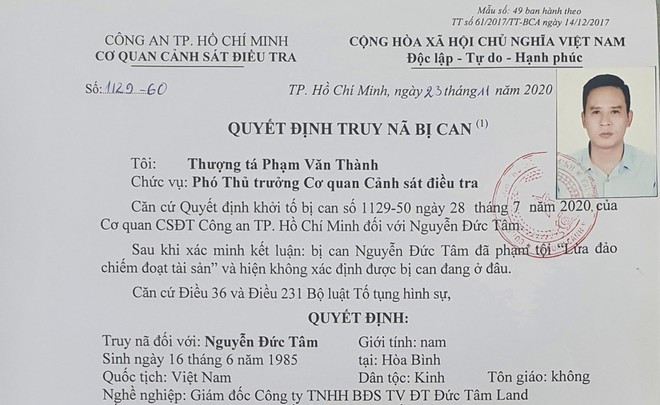 Mẫu số: 49 ban hành theo
TT số 61/2017/TT-BCA ngày 14/12/2017
CÔNG AN TP. HỒ CHÍ MINH
CƠ QUAN CẢNH SÁT ĐIỀU TRA
CỘNG HÒA XÃ HỘI CHỦ NGHĨA VIỆT NAM
Độc lập - Tự do - Hạnh phúc
Số: 1129-60
TP. Hồ Chí Minh, ngày 23 tháng 11 năm 2020
QUYẾT ĐỊNH TRUY NÃ BỊ CAN (1)
Tôi: Thượng tá Phạm Văn Thành
Chức vụ: Phó Thủ trưởng Cơ quan Cảnh sát điều tra
Căn cứ Quyết định khởi tố bị can số 1129-50 ngày 28 tháng 7 năm 2020 của
Cơ quan CSĐT Công an TP. Hồ Chí Minh đối với Nguyễn Đức Tâm.
Sau khi xác minh kết luận: bị can Nguyễn Đức Tâm đã phạm tội “Lừa đảo
chiếm đoạt tài sản” và hiện không xác định được bị can đang ở đâu.
Căn cứ Điều 36 và Điều 231 Bộ luật Tố tụng hình sự,
QUYẾT ĐỊNH:
Truy nã đối với: Nguyễn Đức Tâm Giới tính: nam
Sinh ngày 16 tháng 6 năm 1985 tại: Hòa Bình
Quốc tịch: Việt Nam Dân tộc: Kinh Tôn giáo: không
Nghề nghiệp: Giám đốc Công ty TNHH BĐS TV ĐT Đức Tâm Land